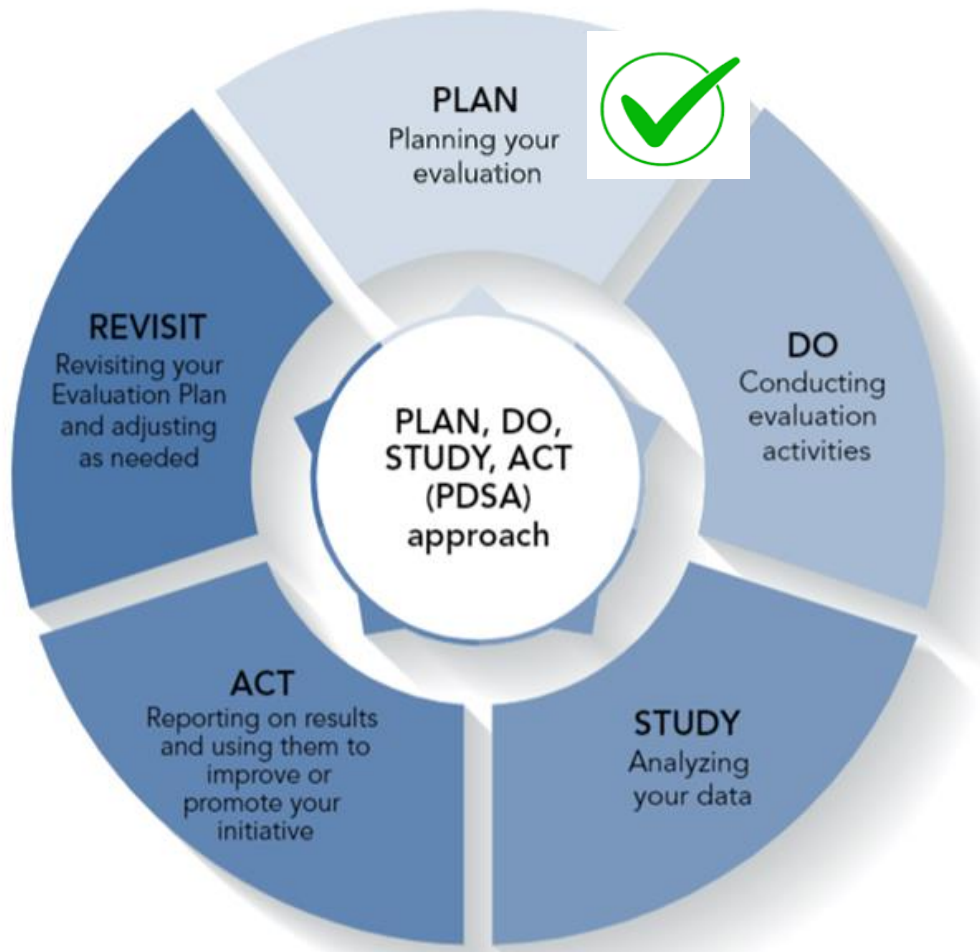 PLAN
Planning your
evaluation
DO
Conducting
evaluation
activities
STUDY
Analyzing
your data
ACT
Reporting on results
and using them to
improve or
promote your
initiative
REVISIT
Revisiting your
Evaluation Plan
and adjusting
as needed
PLAN, DO,
STUDY, ACT
(PDSA)
approach